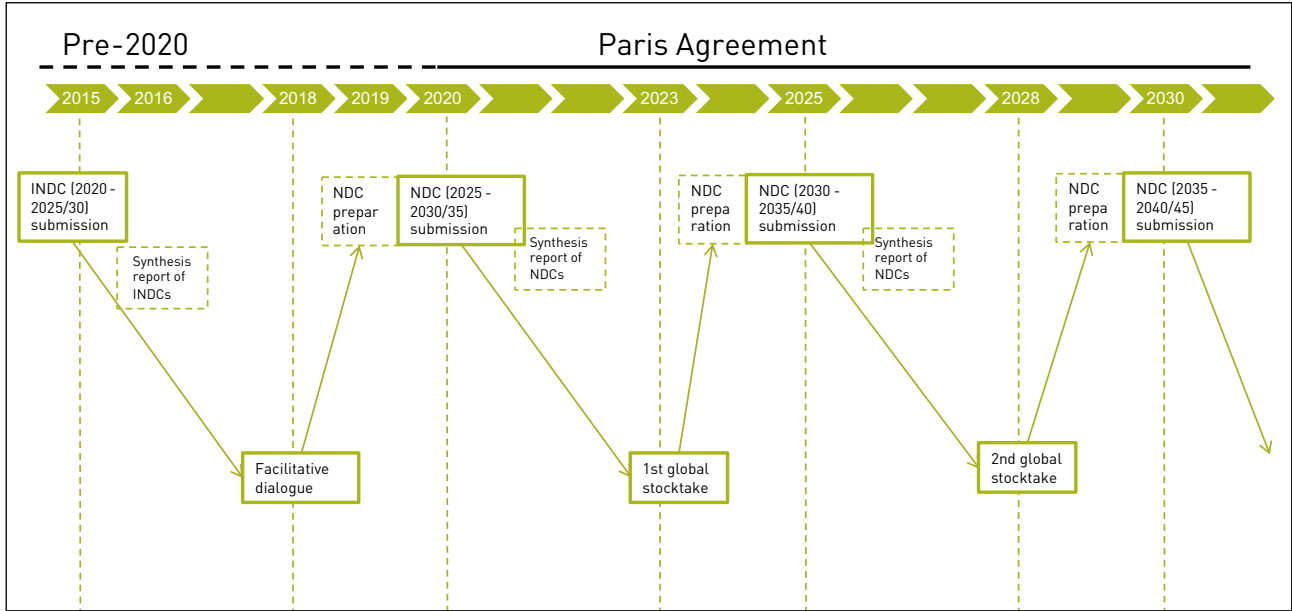 Pre-2020
Paris Agreement
2015
2016
2018
2019
2020
2023
2025
2028
2030
INDC (2020 -
2025/30)
submission
Synthesis
report of
INDCs
Facilitative
dialogue
NDC
prepar
ation
NDC (2025 -
2030/35)
submission
Synthesis
report of
NDCs
1st global
stocktake
NDC
prepa
ration
NDC (2030 -
2035/40)
submission
Synthesis
report of
NDCs
2nd global
stocktake
NDC
prepa
ration
NDC (2035 -
2040/45)
submission